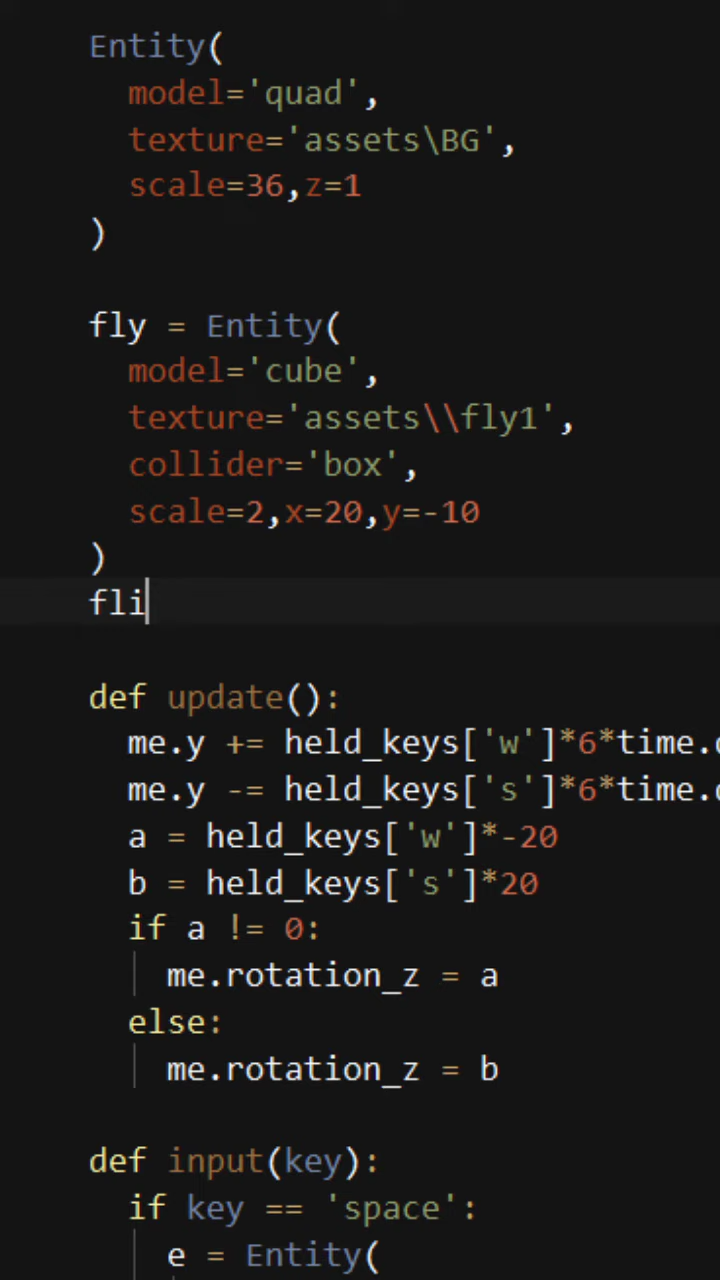 Entity(
model='quad',
texture='assets\BG',
scale=36,z=1
)
fly = Entity(
model='cube',
texture='assets\\fly1',
collider='box',
scale=2,x=20,y=-10
)
fli
def update():
me.y += held_keys['w']*6*time.
me.y -= held_keys['s']*6*time.
a = held_keys['w']*-20
b = held_keys['s']*20
if a != 0:
me.rotation_z = a
else:
me.rotation_z = b
def input(key):
if key == 'space':
e = Entity(